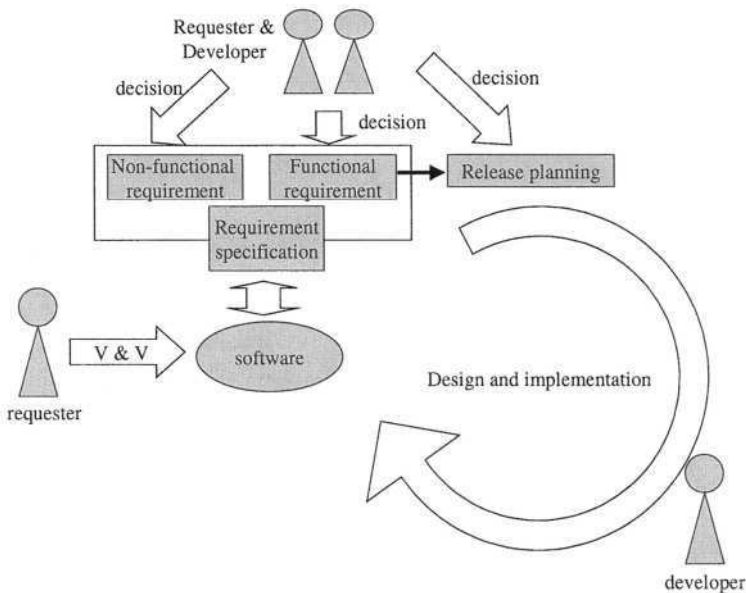 Requester &
Developer
decision
decision
decision
Non-functional
requirement
Functional
requirement
Release planning
Requirement
specification
V & V
software
requester
Design and implementation
developer